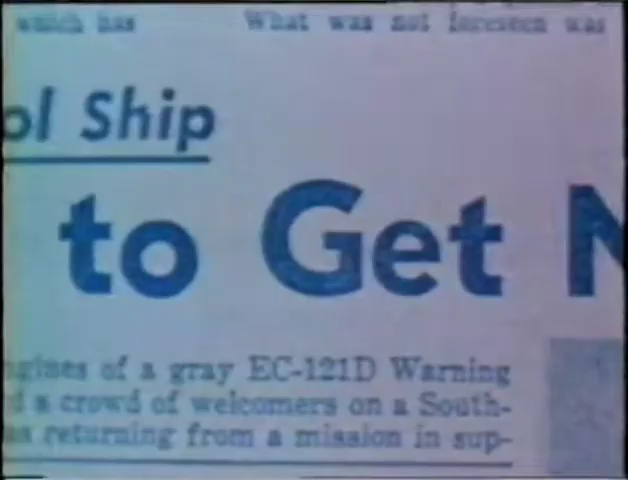 which has What was not foreseen was
ol Ship
to Get N
gines of a gray EC-121D Warning
d a crowd of welcomers on a South-
as returning from a mission in sup-